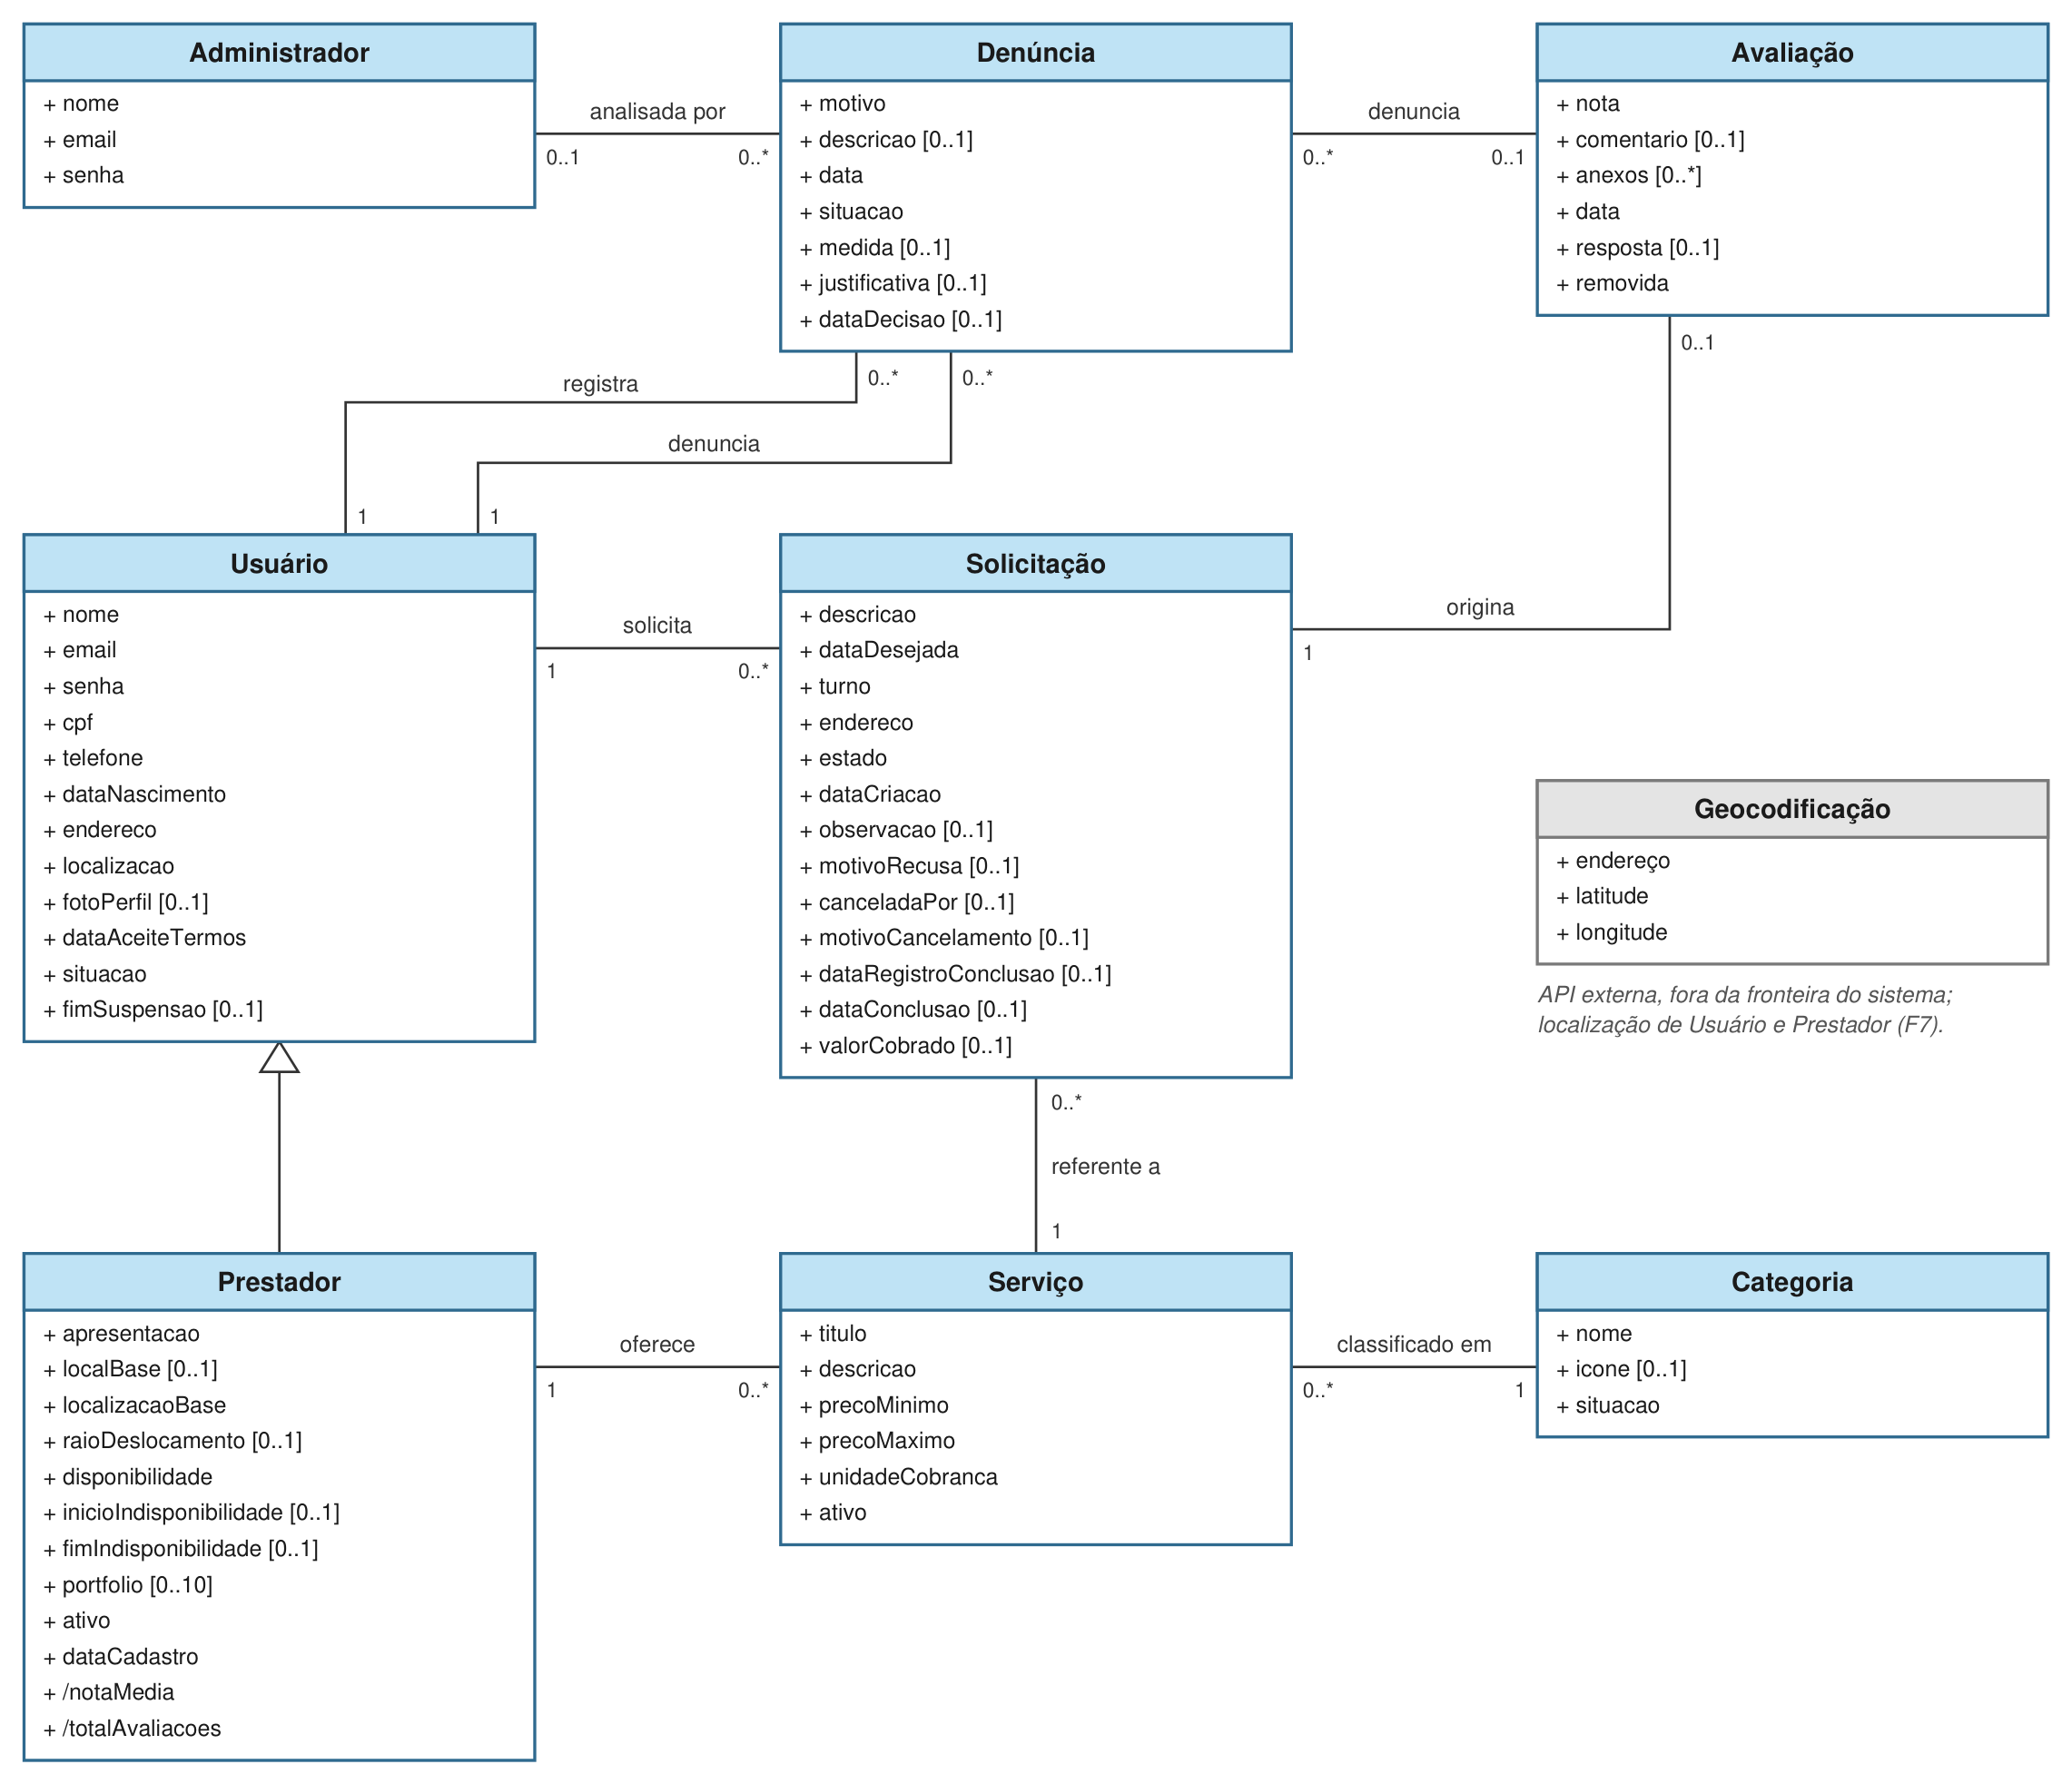 Administrador
+ nome
+ email
+ senha
analisada por
0..1
0..*
Denúncia
+ motivo
+ descricao [0..1]
+ data
+ situacao
+ medida [0..1]
+ justificativa [0..1]
+ dataDecisao [0..1]
denuncia
0..*
0..1
Avaliação
+ nota
+ comentario [0..1]
+ anexos [0..*]
+ data
+ resposta [0..1]
+ removida
0..1
registra
0..*
0..*
denuncia
1
1
Usuário
+ nome
+ email
+ senha
+ cpf
+ telefone
+ dataNascimento
+ endereco
+ localizacao
+ fotoPerfil [0..1]
+ dataAceiteTermos
+ situacao
+ fimSuspensao [0..1]
solicita
1
0..*
Solicitação
+ descricao
+ dataDesejada
+ turno
+ endereco
+ estado
+ dataCriacao
+ observacao [0..1]
+ motivoRecusa [0..1]
+ canceladaPor [0..1]
+ motivoCancelamento [0..1]
+ dataRegistroConclusao [0..1]
+ dataConclusao [0..1]
+ valorCobrado [0..1]
origina
1
Geocodificação
+ endereço
+ latitude
+ longitude
API externa, fora da fronteira do sistema;
localização de Usuário e Prestador (F7).
0..*
referente a
1
Prestador
+ apresentacao
+ localBase [0..1]
+ localizacaoBase
+ raioDeslocamento [0..1]
+ disponibilidade
+ inicioIndisponibilidade [0..1]
+ fimIndisponibilidade [0..1]
+ portfolio [0..10]
+ ativo
+ dataCadastro
+ /notaMedia
+ /totalAvaliacoes
oferece
1
0..*
Serviço
+ titulo
+ descricao
+ precoMinimo
+ precoMaximo
+ unidadeCobranca
+ ativo
classificado em
0..*
1
Categoria
+ nome
+ icone [0..1]
+ situacao